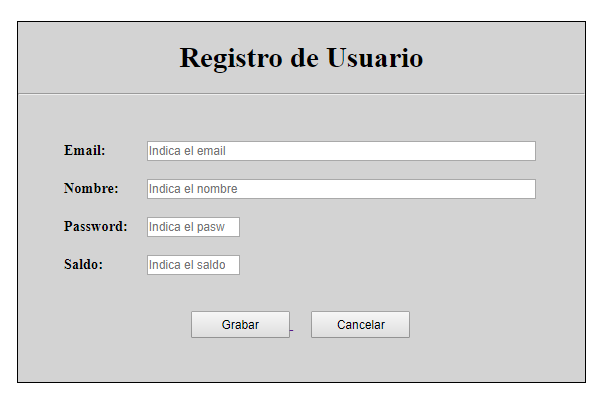 Registro de Usuario
Email: Indica el email
Nombre: Indica el nombre
Password: Indica el pasw
Saldo: Indica el saldo
Grabar Cancelar